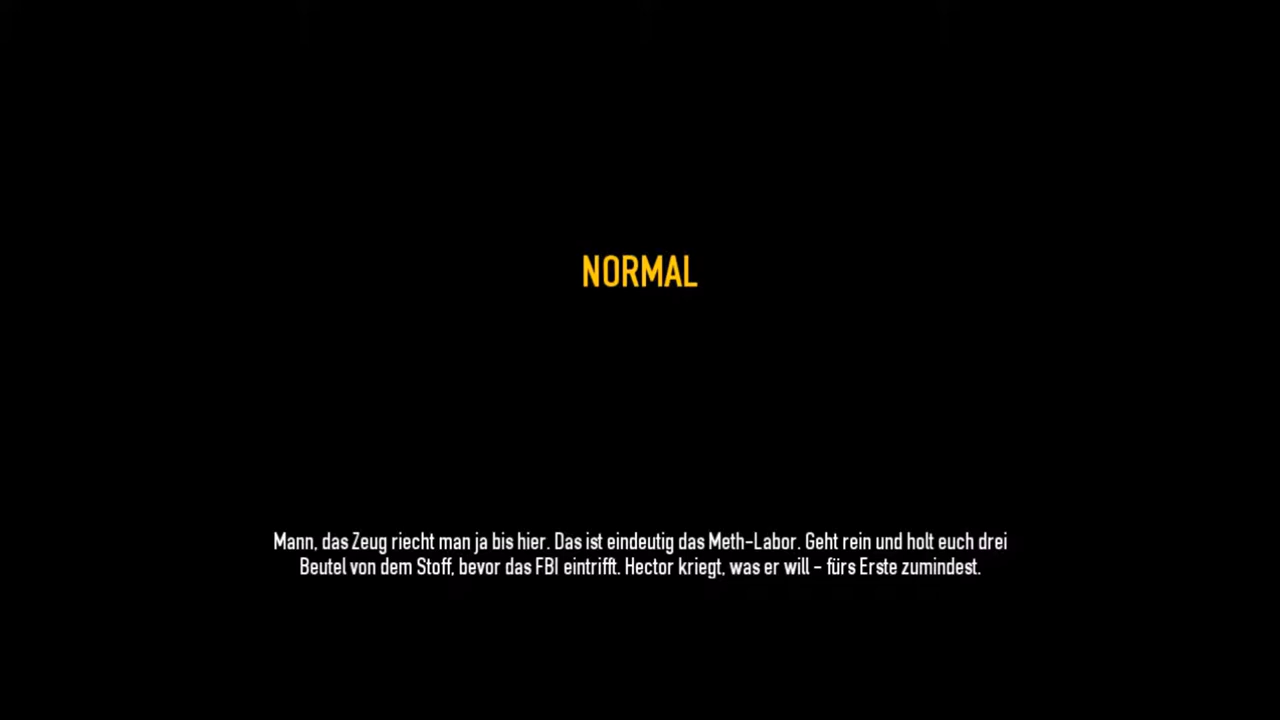 NORMAL
Mann, das Zeug riecht man ja bis hier. Das ist eindeutig das Meth-Labor. Geht rein und holt euch drei
Beutel von dem Stoff, bevor das FBI eintrifft. Hector kriegt, was er will - fürs Erste zumindest.